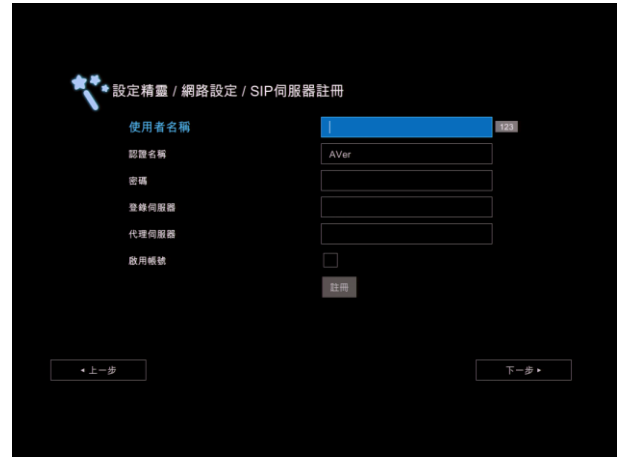 設定精靈 / 網路設定 / SIP伺服器註冊
使用者名稱 123
認證名稱 AVer
密碼
登錄伺服器
代理伺服器
啟用帳號
註冊
◂ 上一步 下一步 ▸